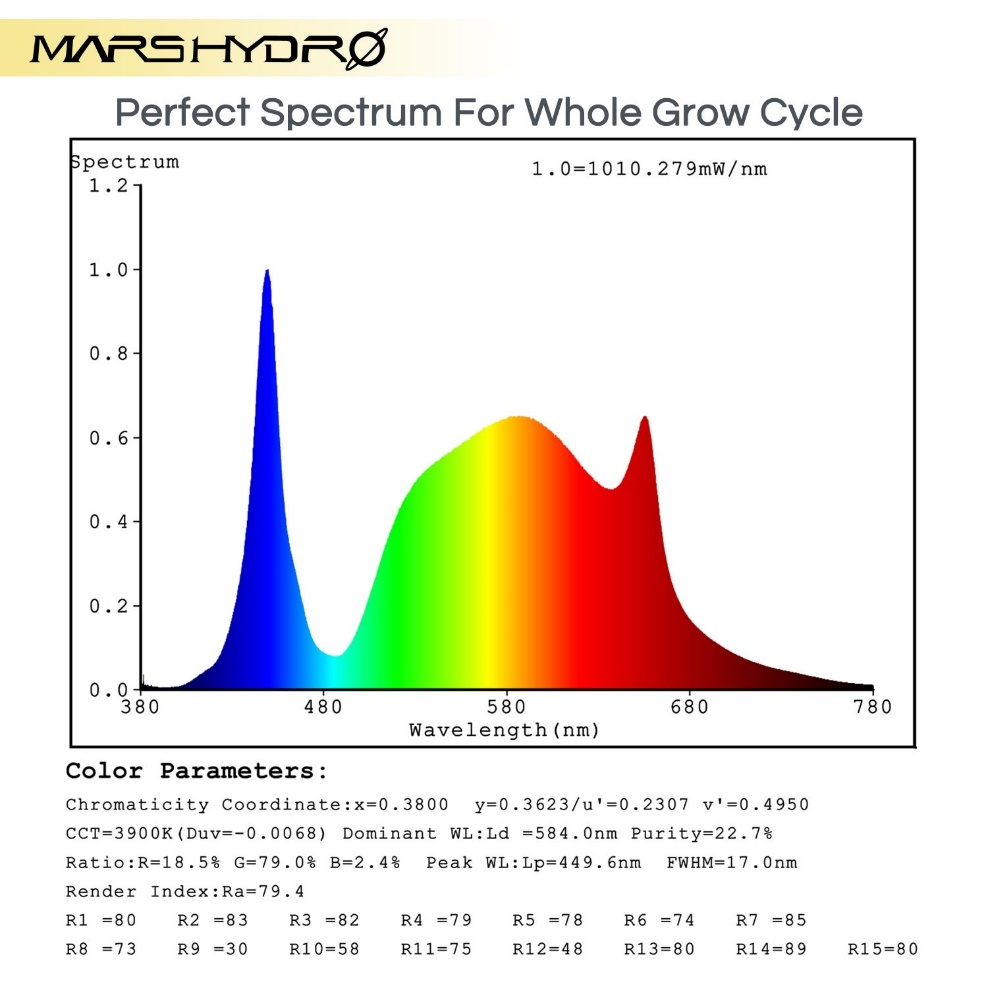 MARSHYDRO
Perfect Spectrum For Whole Grow Cycle
Spectrum
1.0=1010.279mW/nm
1.2
1.0
0.8
0.6
0.4
0.2
0.0
380 480 580 680 780
Wavelength(nm)
Color Parameters:
Chromaticity Coordinate:x=0.3800 y=0.3623/u'=0.2307 v'=0.4950
CCT=3900K(Duv=-0.0068) Dominant WL:Ld =584.0nm Purity=22.7%
Ratio:R=18.5% G=79.0% B=2.4% Peak WL:Lp=449.6nm FWHM=17.0nm
Render Index:Ra=79.4
R1 =80 R2 =83 R3 =82 R4 =79 R5 =78 R6 =74 R7 =85
R8 =73 R9 =30 R10=58 R11=75 R12=48 R13=80 R14=89 R15=80